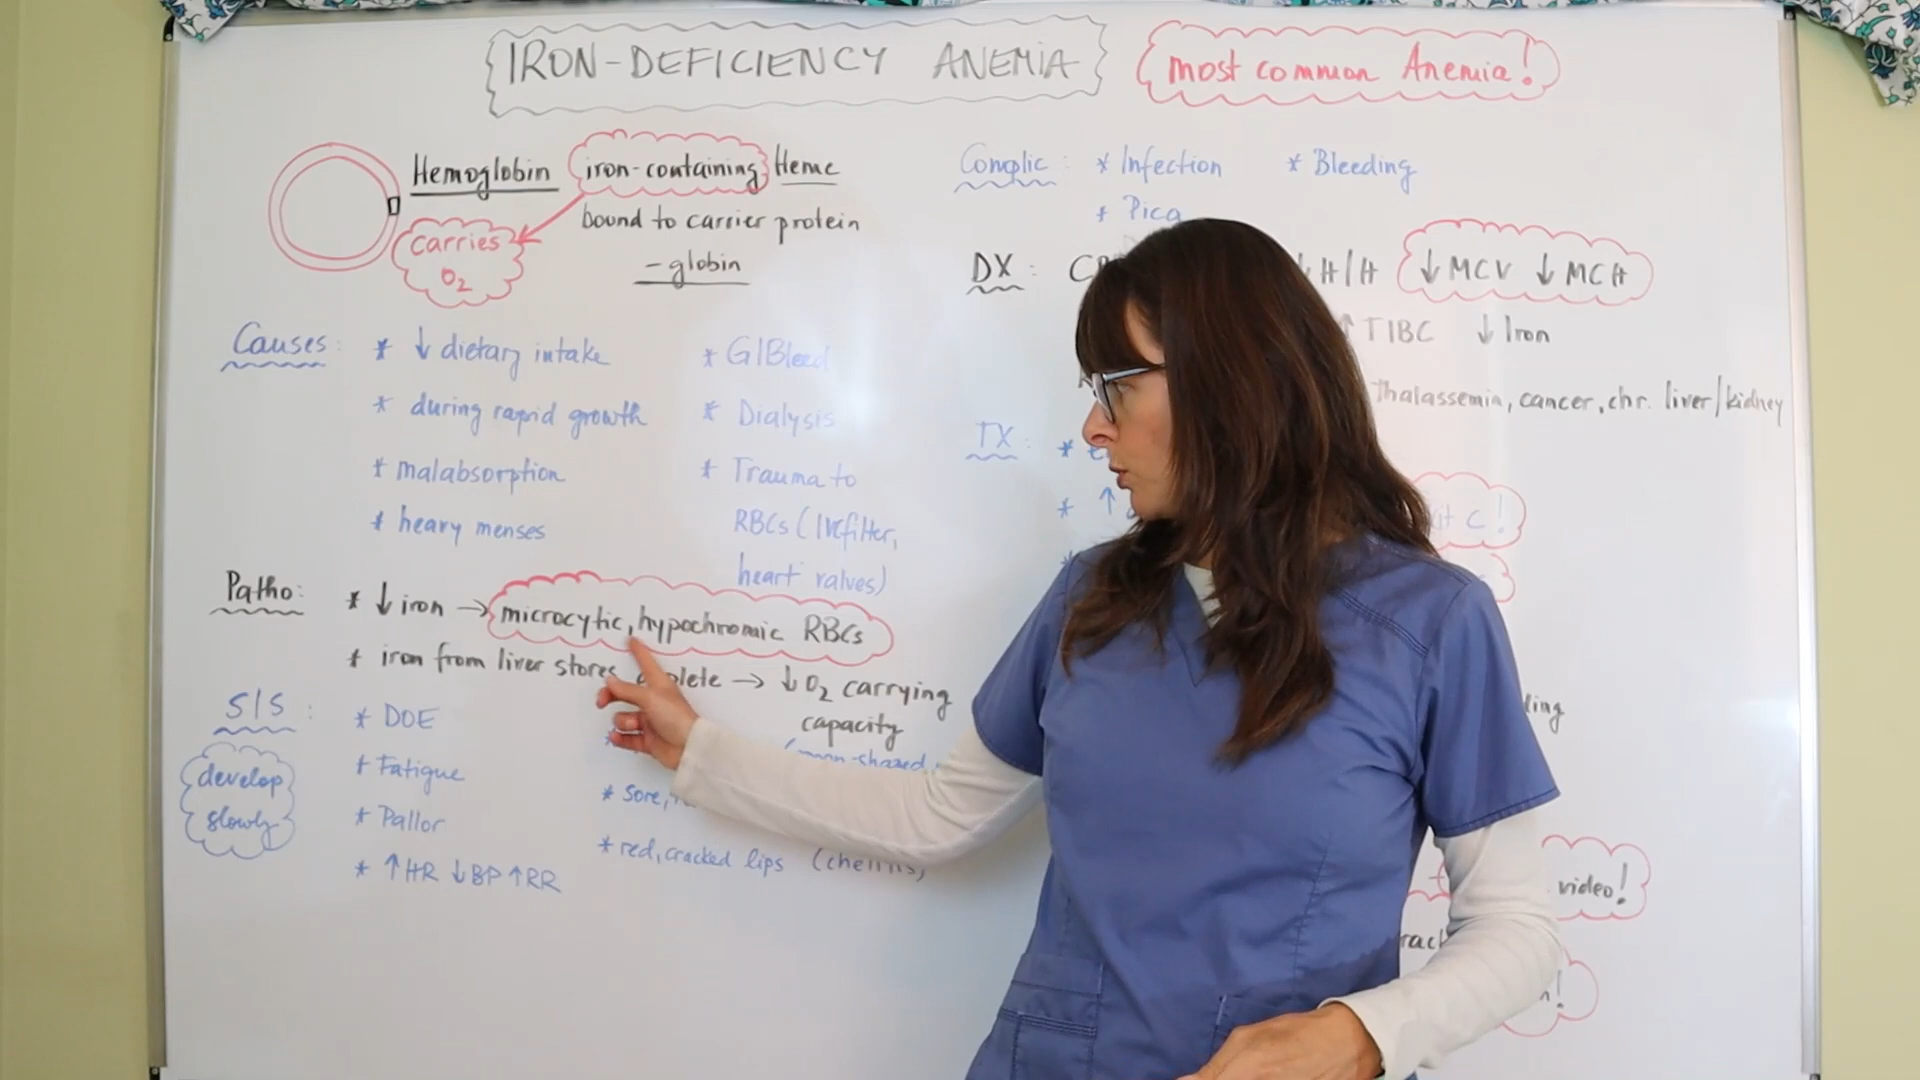 IRON-DEFICIENCY ANEMIA
most common Anemia!
Hemoglobin iron-containing Heme
bound to carrier protein
- globin
carries
O₂
Causes: * ↓ dietary intake
* during rapid growth
* malabsorption
* heavy menses
* GI Bleed
* Dialysis
* Trauma to
RBCs (IVC filter,
heart valves)
Patho: * ↓ iron → microcytic, hypochromic RBCs
* iron from liver stores → ↓ O₂ carrying
capacity
S/S:
develop
slowly
* DOE
* Fatigue
* Pallor
* ↑HR ↓BP ↑RR
-shaped
* sore,
* red, cracked lips
Complic: * Infection * Bleeding
* Pica
DX: H/H ↓ MCV ↓ MCH
↑ TIBC ↓ Iron
Thalassemia, cancer, chr. liver/kidney
TX: *
* ↑
C!
video!